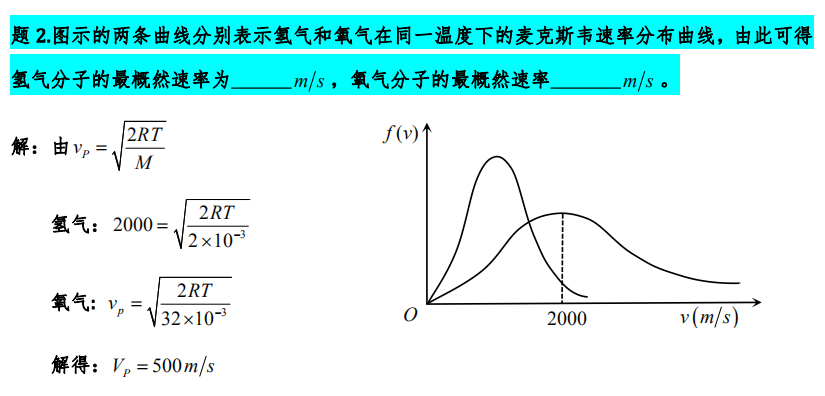 题 2.图示的两条曲线分别表示氢气和氧气在同一温度下的麦克斯韦速率分布曲线，由此可得
氢气分子的最概然速率为______m/s，氧气分子的最概然速率_______m/s。
解：由 v_P = √(2RT/M)
氢气：2000 = √(2RT/(2×10⁻³))
氧气：v_p = √(2RT/(32×10⁻³))
解得：V_P = 500m/s
f(v)
O
2000
v(m/s)